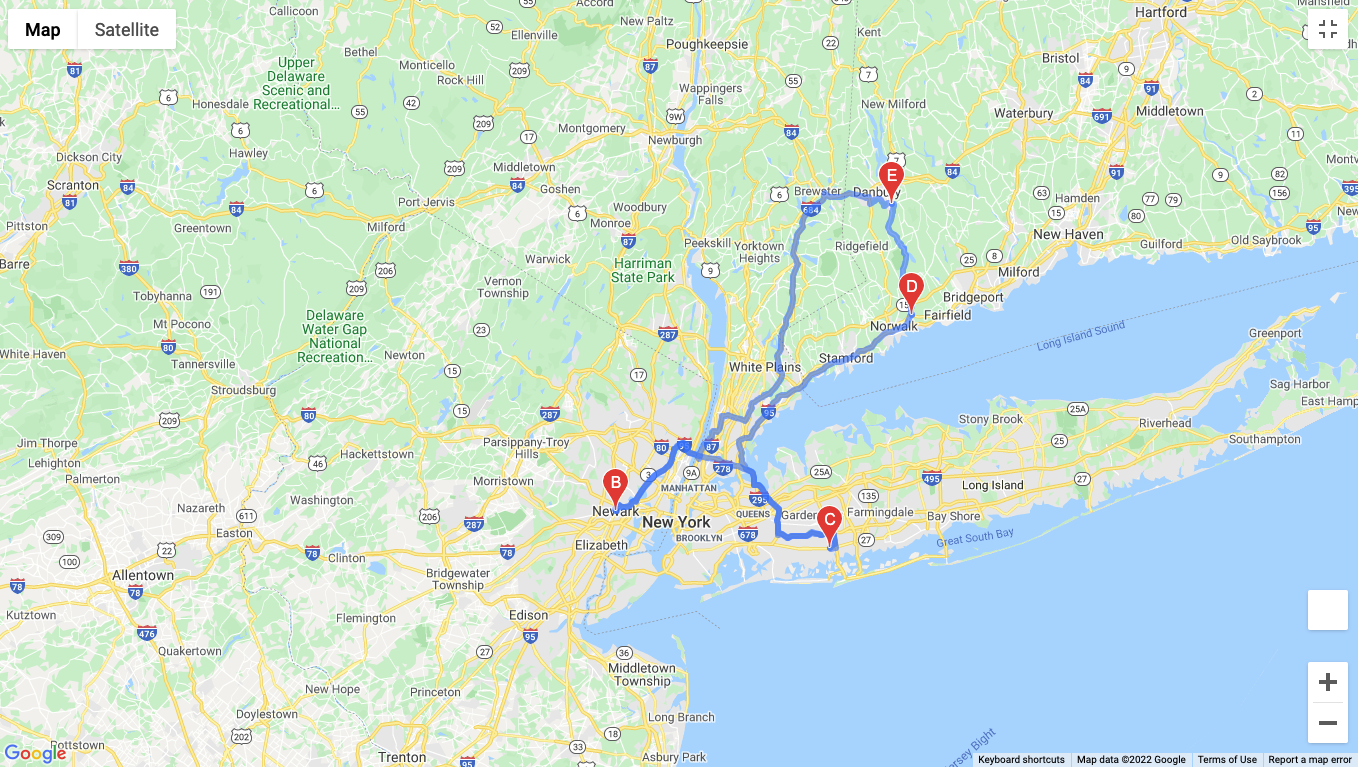 Map
Satellite
Callicoon
Accord
New Paltz
Ellenville
Poughkeepsie
Kent
Hartford
Bethel
Monticello
Rock Hill
Bristol
Upper
Delaware
Scenic and
Recreational...
Honesdale
Wappingers
Falls
New Milford
Waterbury
Middletown
Hawley
Montgomery
Newburgh
Dickson City
Scranton
Middletown
Goshen
Brewster
Danbury
E
Hamden
Port Jervis
Woodbury
Pittston
Greentown
Milford
Monroe
Peekskill
Yorktown
Heights
Ridgefield
New Haven
Guilford
Old Saybrook
Barre
Warwick
Harriman
State Park
Milford
Tobyhanna
Vernon
Township
D
Bridgeport
Fairfield
Norwalk
Mt Pocono
Delaware
Water Gap
National
Recreation...
Long Island Sound
Greenport
White Haven
Tannersville
Newton
Stamford
White Plains
Stroudsburg
Sag Harbor
East Hamp
Stony Brook
Riverhead
Southampton
Jim Thorpe
Lehighton
Palmerton
Hackettstown
Parsippany-Troy
Hills
Morristown
B
MANHATTAN
Long Island
Washington
Nazareth
Easton
Newark
New York
QUEENS
Garden
C
Farmingdale
Bay Shore
BROOKLYN
Great South Bay
Elizabeth
Clinton
Allentown
Bridgewater
Township
Kutztown
Flemington
Edison
Quakertown
Middletown
Township
New Hope
Princeton
Doylestown
Long Branch
Pottstown
Trenton
Asbury Park
Jersey Bight
Google
Keyboard shortcuts
Map data ©2022 Google
Terms of Use
Report a map error